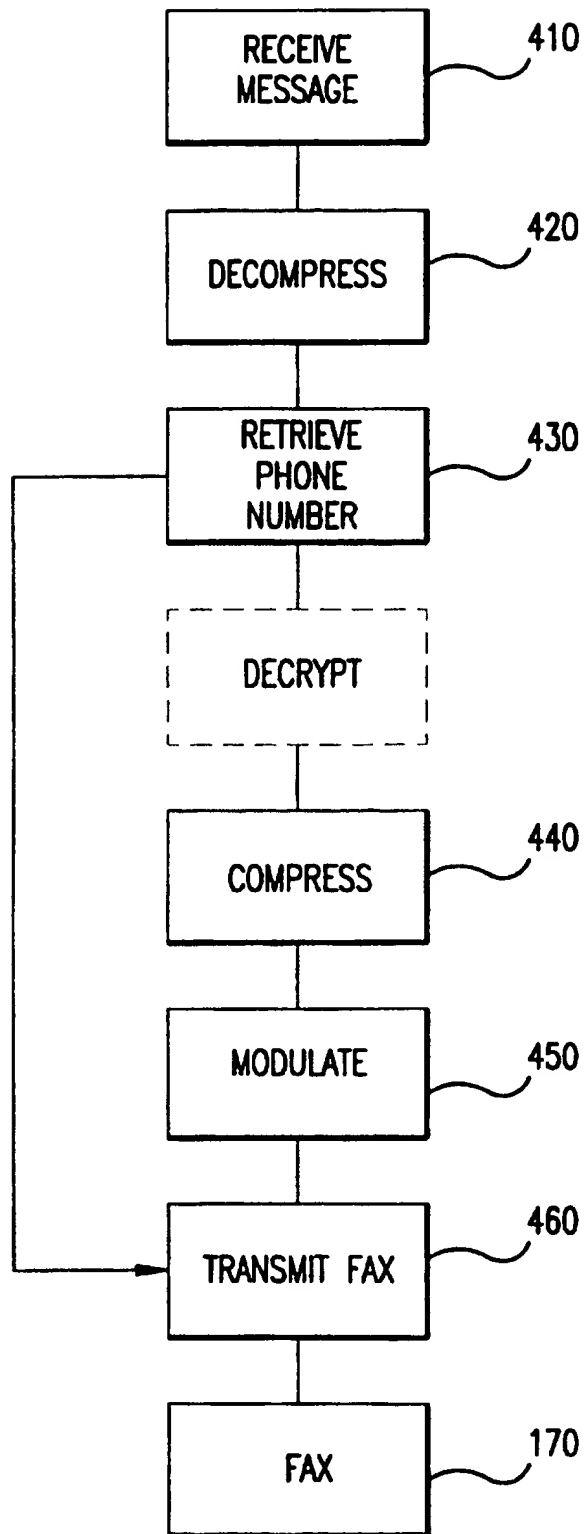 RECEIVE
MESSAGE
410
DECOMPRESS
420
RETRIEVE
PHONE
NUMBER
430
DECRYPT
COMPRESS
440
MODULATE
450
TRANSMIT FAX
460
FAX
170